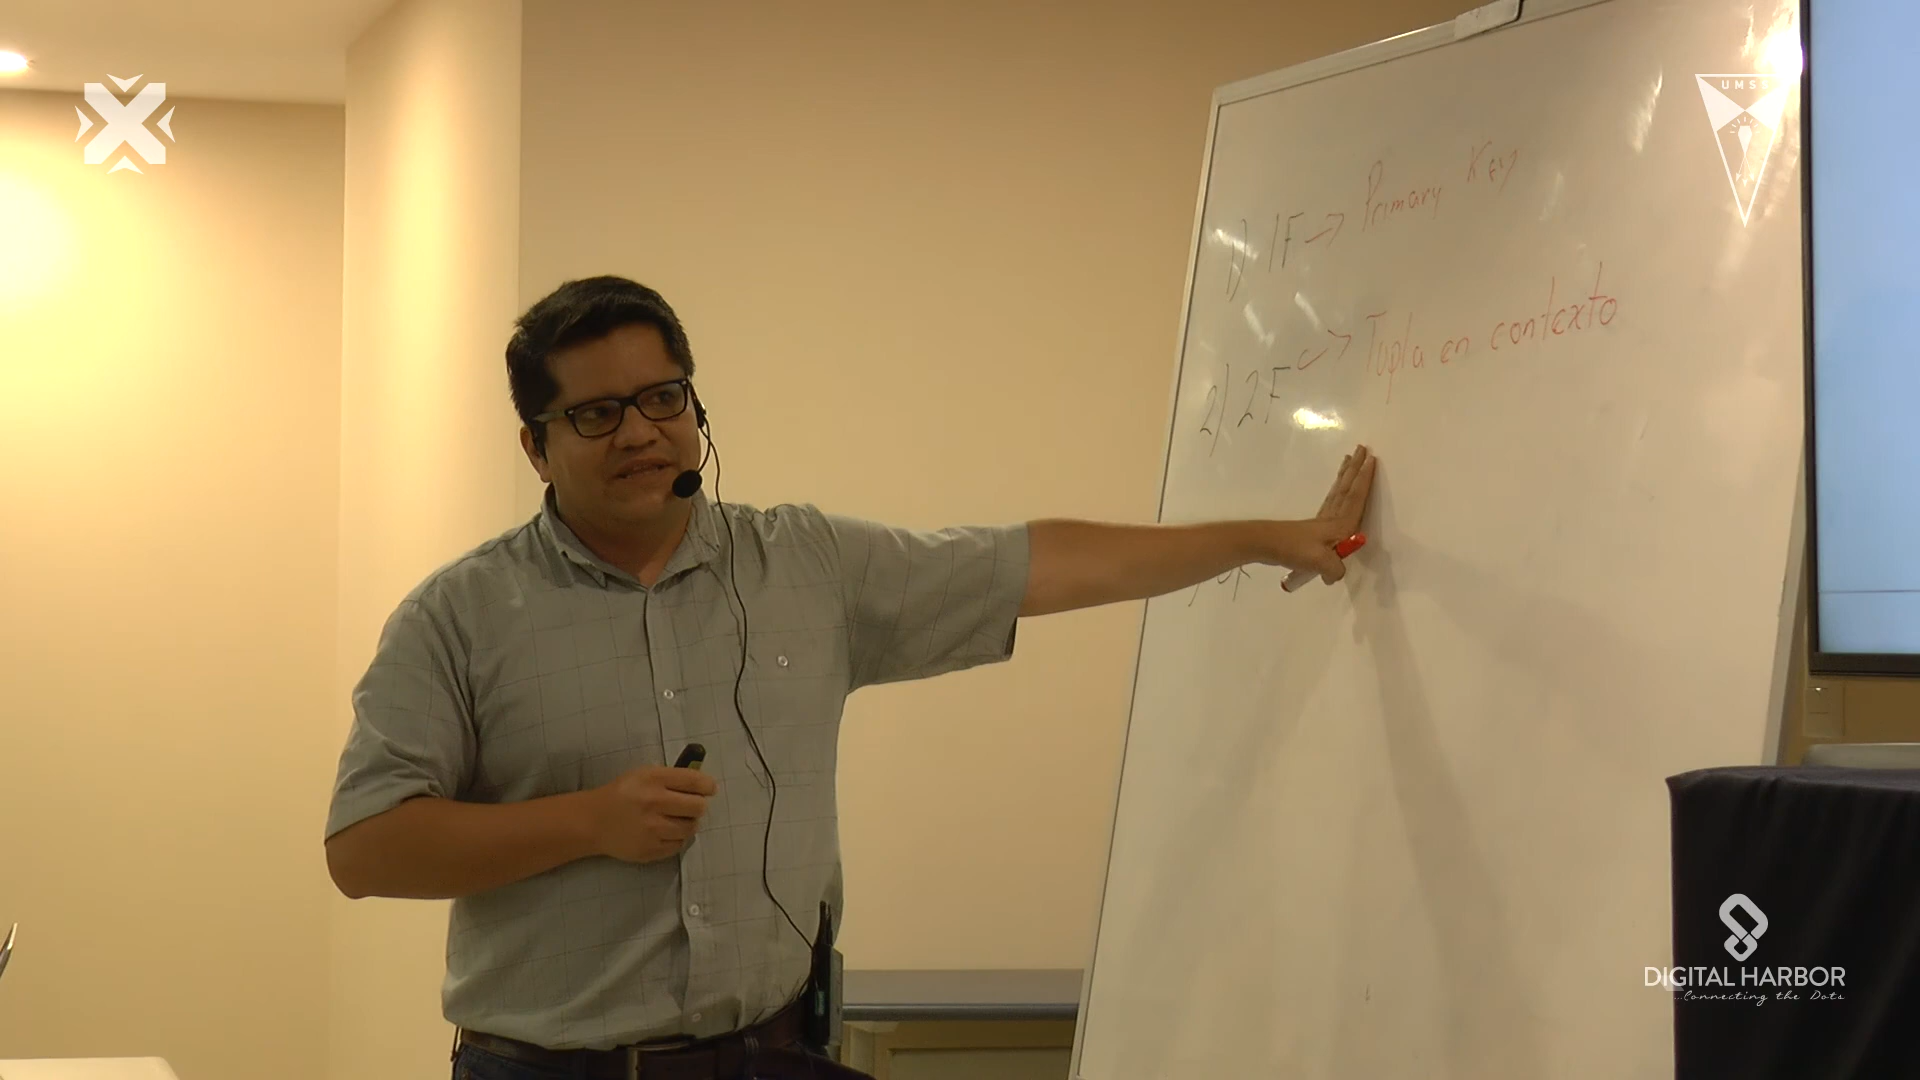 UMSS
1) 1F -> Primary Key
2) 2F -> Tupla en contexto
DIGITAL HARBOR
...Connecting the Dots